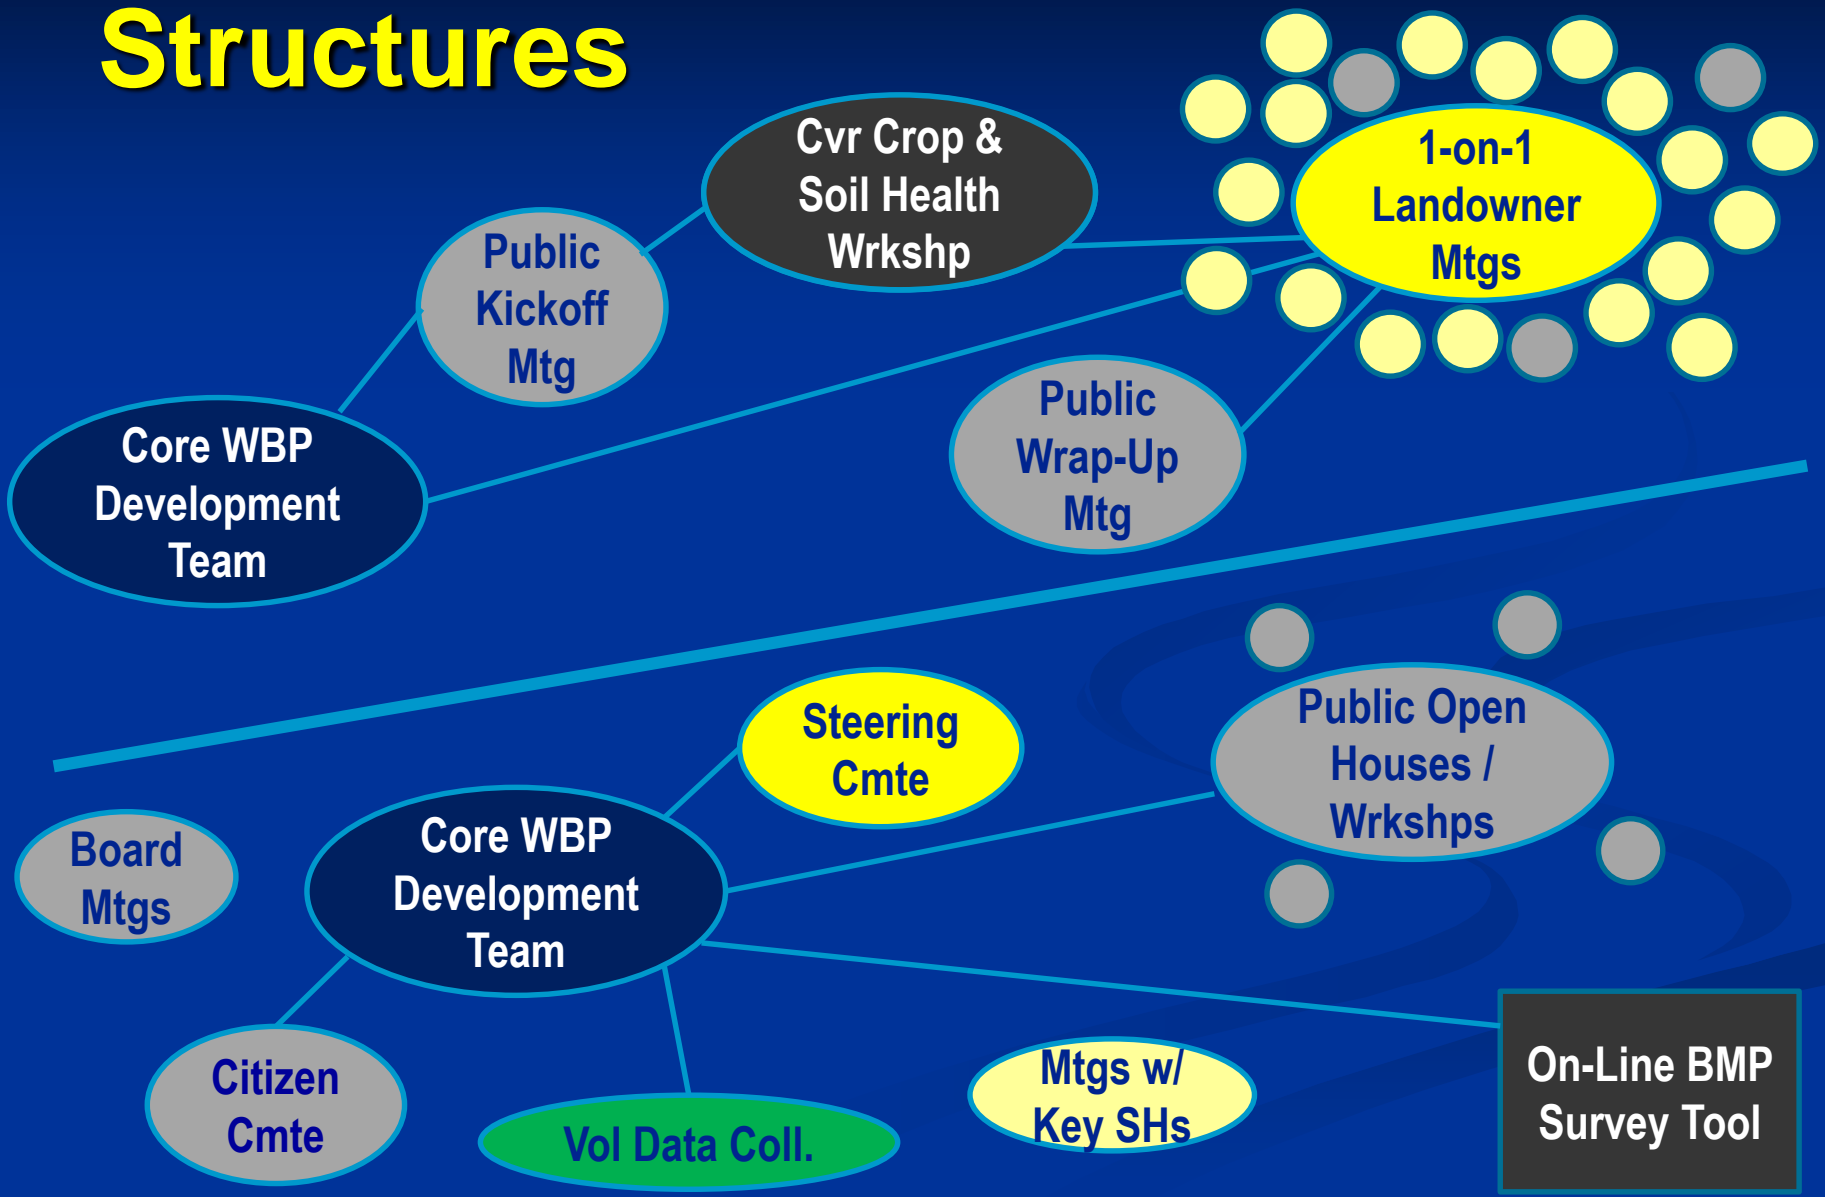 Structures
Cvr Crop &
Soil Health
Wrkshp
1-on-1
Landowner
Mtgs
Public
Kickoff
Mtg
Public
Wrap-Up
Mtg
Core WBP
Development
Team
Steering
Cmte
Public Open
Houses /
Wrkshps
Board
Mtgs
Core WBP
Development
Team
Citizen
Cmte
Vol Data Coll.
Mtgs w/
Key SHs
On-Line BMP
Survey Tool